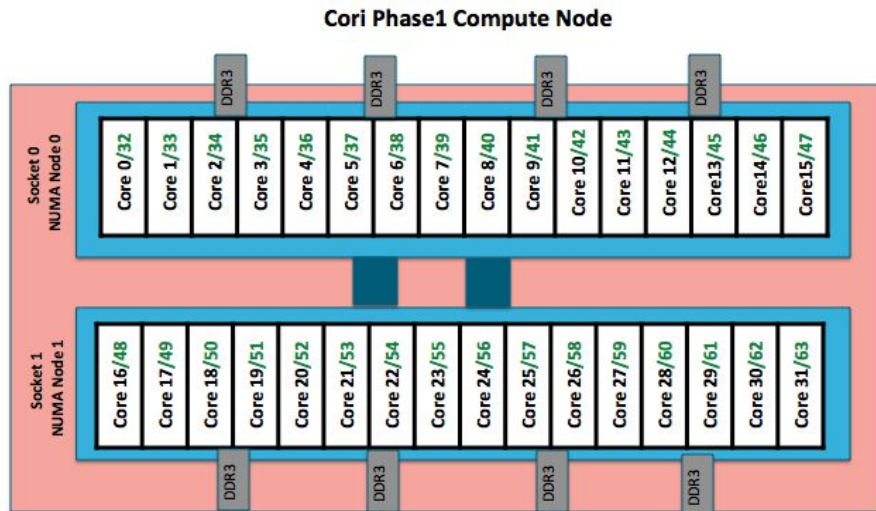 Cori Phase1 Compute Node
DDR3
DDR3
DDR3
DDR3
Socket 0
NUMA Node 0
Core 0/32
Core 1/33
Core 2/34
Core 3/35
Core 4/36
Core 5/37
Core 6/38
Core 7/39
Core 8/40
Core 9/41
Core 10/42
Core 11/43
Core 12/44
Core13/45
Core14/46
Core15/47
Socket 1
NUMA Node 1
Core 16/48
Core 17/49
Core 18/50
Core 19/51
Core 20/52
Core 21/53
Core 22/54
Core 23/55
Core 24/56
Core 25/57
Core 26/58
Core 27/59
Core 28/60
Core 29/61
Core 30/62
Core 31/63
DDR3
DDR3
DDR3
DDR3